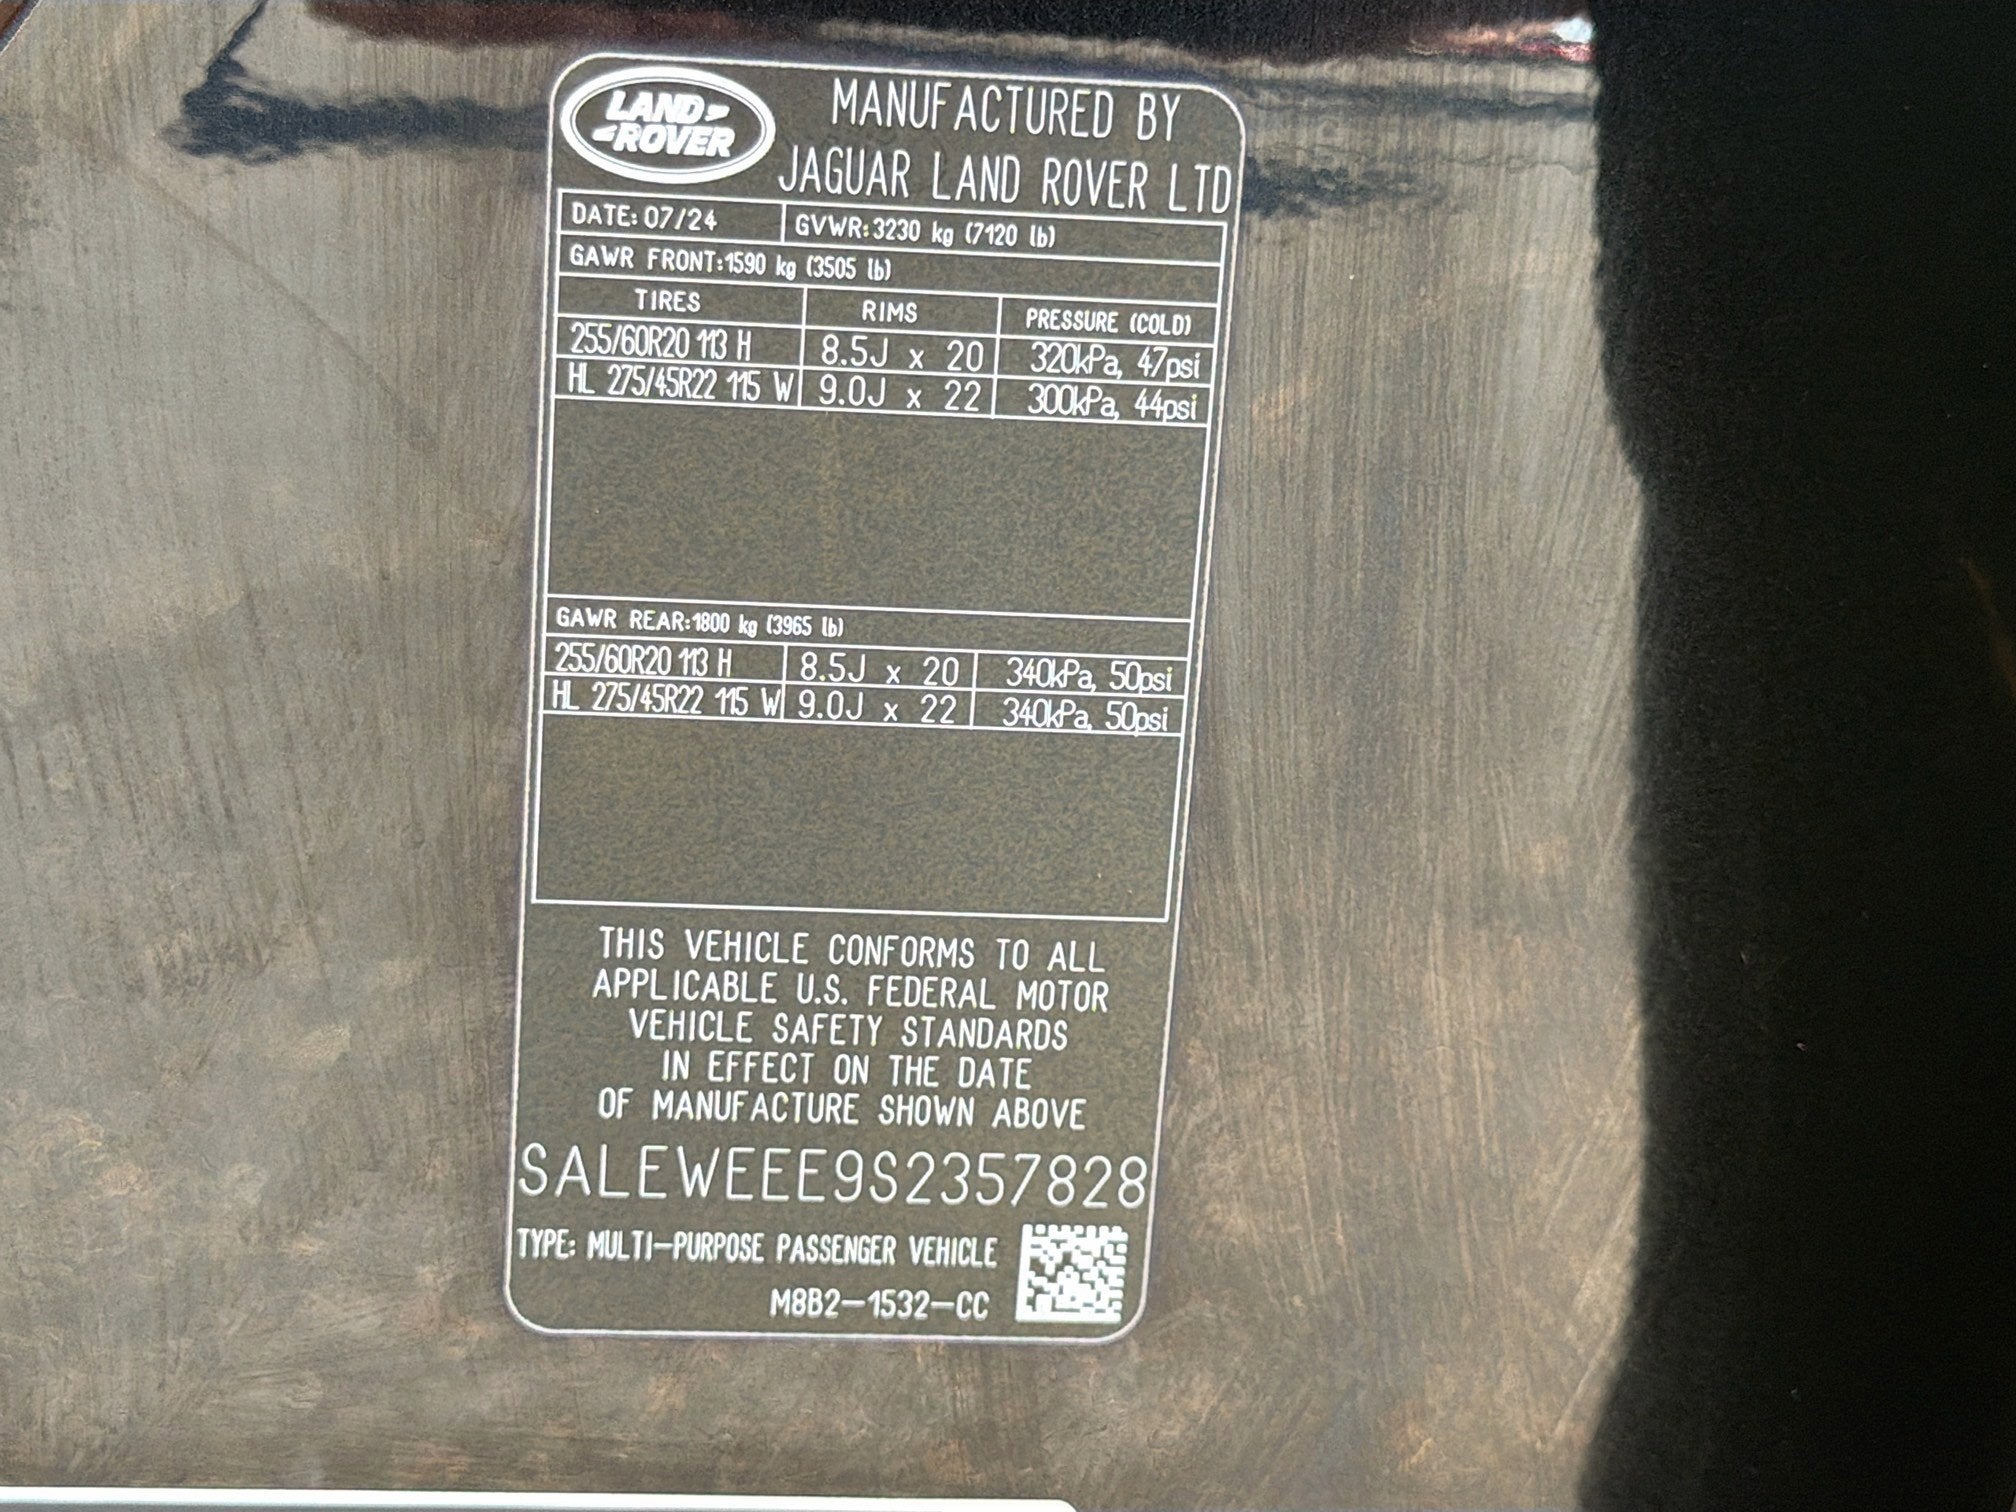 LAND
ROVER
MANUFACTURED BY
JAGUAR LAND ROVER LTD
DATE: 07/24 GVWR: 3230 kg (7120 lb)
GAWR FRONT: 1590 kg (3505 lb)
TIRES RIMS PRESSURE (COLD)
255/60R20 113 H 8.5J x 20 320kPa, 47psi
HL 275/45R22 115 W 9.0J x 22 300kPa, 44psi
GAWR REAR: 1800 kg (3965 lb)
255/60R20 113 H 8.5J x 20 340kPa, 50psi
HL 275/45R22 115 W 9.0J x 22 340kPa, 50psi
THIS VEHICLE CONFORMS TO ALL
APPLICABLE U.S. FEDERAL MOTOR
VEHICLE SAFETY STANDARDS
IN EFFECT ON THE DATE
OF MANUFACTURE SHOWN ABOVE
SALEWEEE9S2357828
TYPE: MULTI-PURPOSE PASSENGER VEHICLE
M8B2-1532-CC